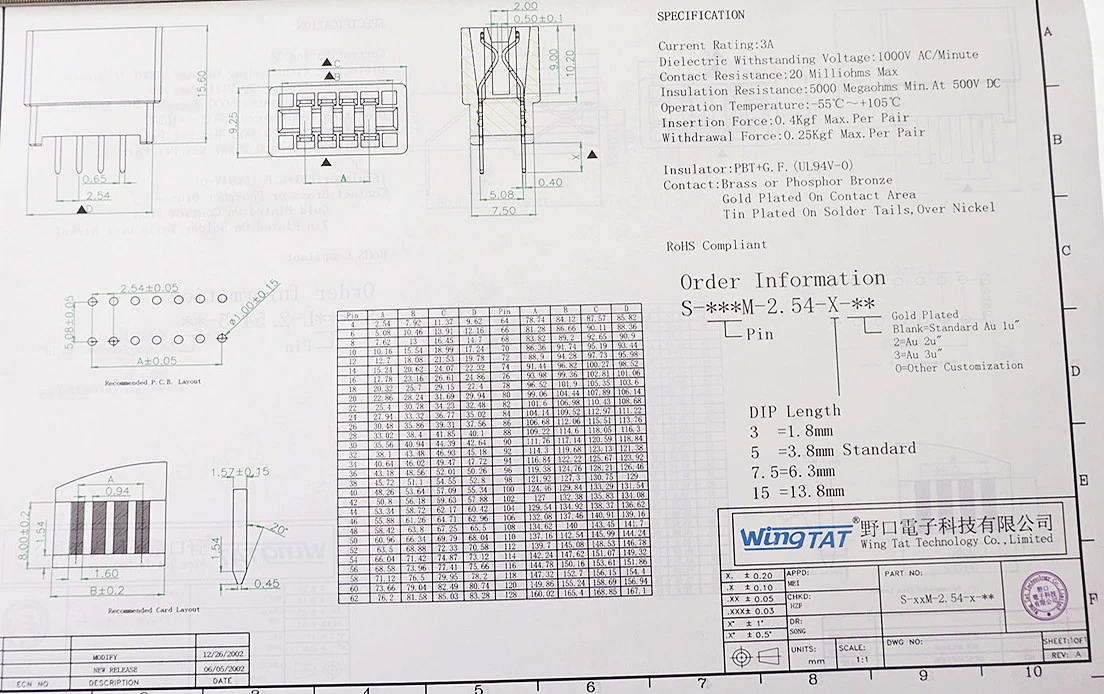 SPECIFICATION
Current Rating:3A
Dielectric Withstanding Voltage:1000V AC/Minute
Contact Resistance:20 Milliohms Max
Insulation Resistance:5000 Megaohms Min.At 500V DC
Operation Temperature:-55℃~+105℃
Insertion Force:0.4Kgf Max.Per Pair
Withdrawal Force:0.25Kgf Max.Per Pair
Insulator:PBT+G.F.(UL94V-0)
Contact:Brass or Phosphor Bronze
Gold Plated On Contact Area
Tin Plated On Solder Tails,Over Nickel
RoHS Compliant
Order Information
S-***M-2.54-X-**
Pin
Gold Plated
Blank=Standard Au 1u"
2=Au 2u"
3=Au 3u"
0=Other Customization
DIP Length
3 =1.8mm
5 =3.8mm Standard
7.5=6.3mm
15 =13.8mm
15.60
0.65
2.54
D
C
B
9.25
A
2.00
0.50±0.1
9.00
10.20
X
0.40
5.08
7.50
2.54±0.05
ø1.00±0.15
5.08±0.05
A±0.05
Recommended P.C.B. Layout
A
0.94
8.00±0.2
1.54
1.60
B±0.2
Recommended Card Layout
1.57±0.15
20°
1.54
0.45
Pin A B C D Pin A B C D
4 2.54 7.92 11.37 9.62 64 78.74 84.12 87.57 85.82
6 5.08 10.46 13.91 12.16 66 81.28 86.66 90.11 88.36
8 7.62 13 16.45 14.7 68 83.82 89.2 92.65 90.9
10 10.16 15.54 18.99 17.24 70 86.36 91.74 95.19 93.44
12 12.7 18.08 21.53 19.78 72 88.9 94.28 97.73 95.98
14 15.24 20.62 24.07 22.32 74 91.44 96.82 100.27 98.52
16 17.78 23.16 26.61 24.86 76 93.98 99.36 102.81 101.06
18 20.32 25.7 29.15 27.4 78 96.52 101.9 105.35 103.6
20 22.86 28.24 31.69 29.94 80 99.06 104.44 107.89 106.14
22 25.4 30.78 34.23 32.48 82 101.6 106.98 110.43 108.68
24 27.94 33.32 36.77 35.02 84 104.14 109.52 112.97 111.22
26 30.48 35.86 39.31 37.56 86 106.68 112.06 115.51 113.76
28 33.02 38.4 41.85 40.1 88 109.22 114.6 118.05 116.3
30 35.56 40.94 44.39 42.64 90 111.76 117.14 120.59 118.84
32 38.1 43.48 46.93 45.18 92 114.3 119.68 123.13 121.38
34 40.64 46.02 49.47 47.72 94 116.84 122.22 125.67 123.92
36 43.18 48.56 52.01 50.26 96 119.38 124.76 128.21 126.46
38 45.72 51.1 54.55 52.8 98 121.92 127.3 130.75 129
40 48.26 53.64 57.09 55.34 100 124.46 129.84 133.29 131.54
42 50.8 56.18 59.63 57.88 102 127 132.38 135.83 134.08
44 53.34 58.72 62.17 60.42 104 129.54 134.92 138.37 136.62
46 55.88 61.26 64.71 62.96 106 132.08 137.46 140.91 139.16
48 58.42 63.8 67.25 65.5 108 134.62 140 143.45 141.7
50 60.96 66.34 69.79 68.04 110 137.16 142.54 145.99 144.24
52 63.5 68.88 72.33 70.58 112 139.7 145.08 148.53 146.78
54 66.04 71.42 74.87 73.12 114 142.24 147.62 151.07 149.32
56 68.58 73.96 77.41 75.66 116 144.78 150.16 153.61 151.86
58 71.12 76.5 79.95 78.2 118 147.32 152.7 156.15 154.4
60 73.66 79.04 82.49 80.74 120 149.86 155.24 158.69 156.94
62 76.2 81.58 85.03 83.28 128 160.02 165.4 168.85 167.1
WingTAT® 野口電子科技有限公司
Wing Tat Technology Co.,Limited
X. ± 0.20
.X ± 0.10
.XX ± 0.05
.XXX± 0.03
X° ± 1°
.X° ± 0.5°
APPD:
MEI
CHKD:
HZF
DR:
SONG
UNITS:
mm
SCALE:
1:1
PART NO:
S-xxM-2.54-x-**
DWG NO:
SHEET:1OF1
REV: A
MODIFY 12/26/2002
NEW RELEASE 06/05/2002
ECN NO DESCRIPTION DATE
A
B
C
D
E
F
3 4 5 6 7 8 9 10